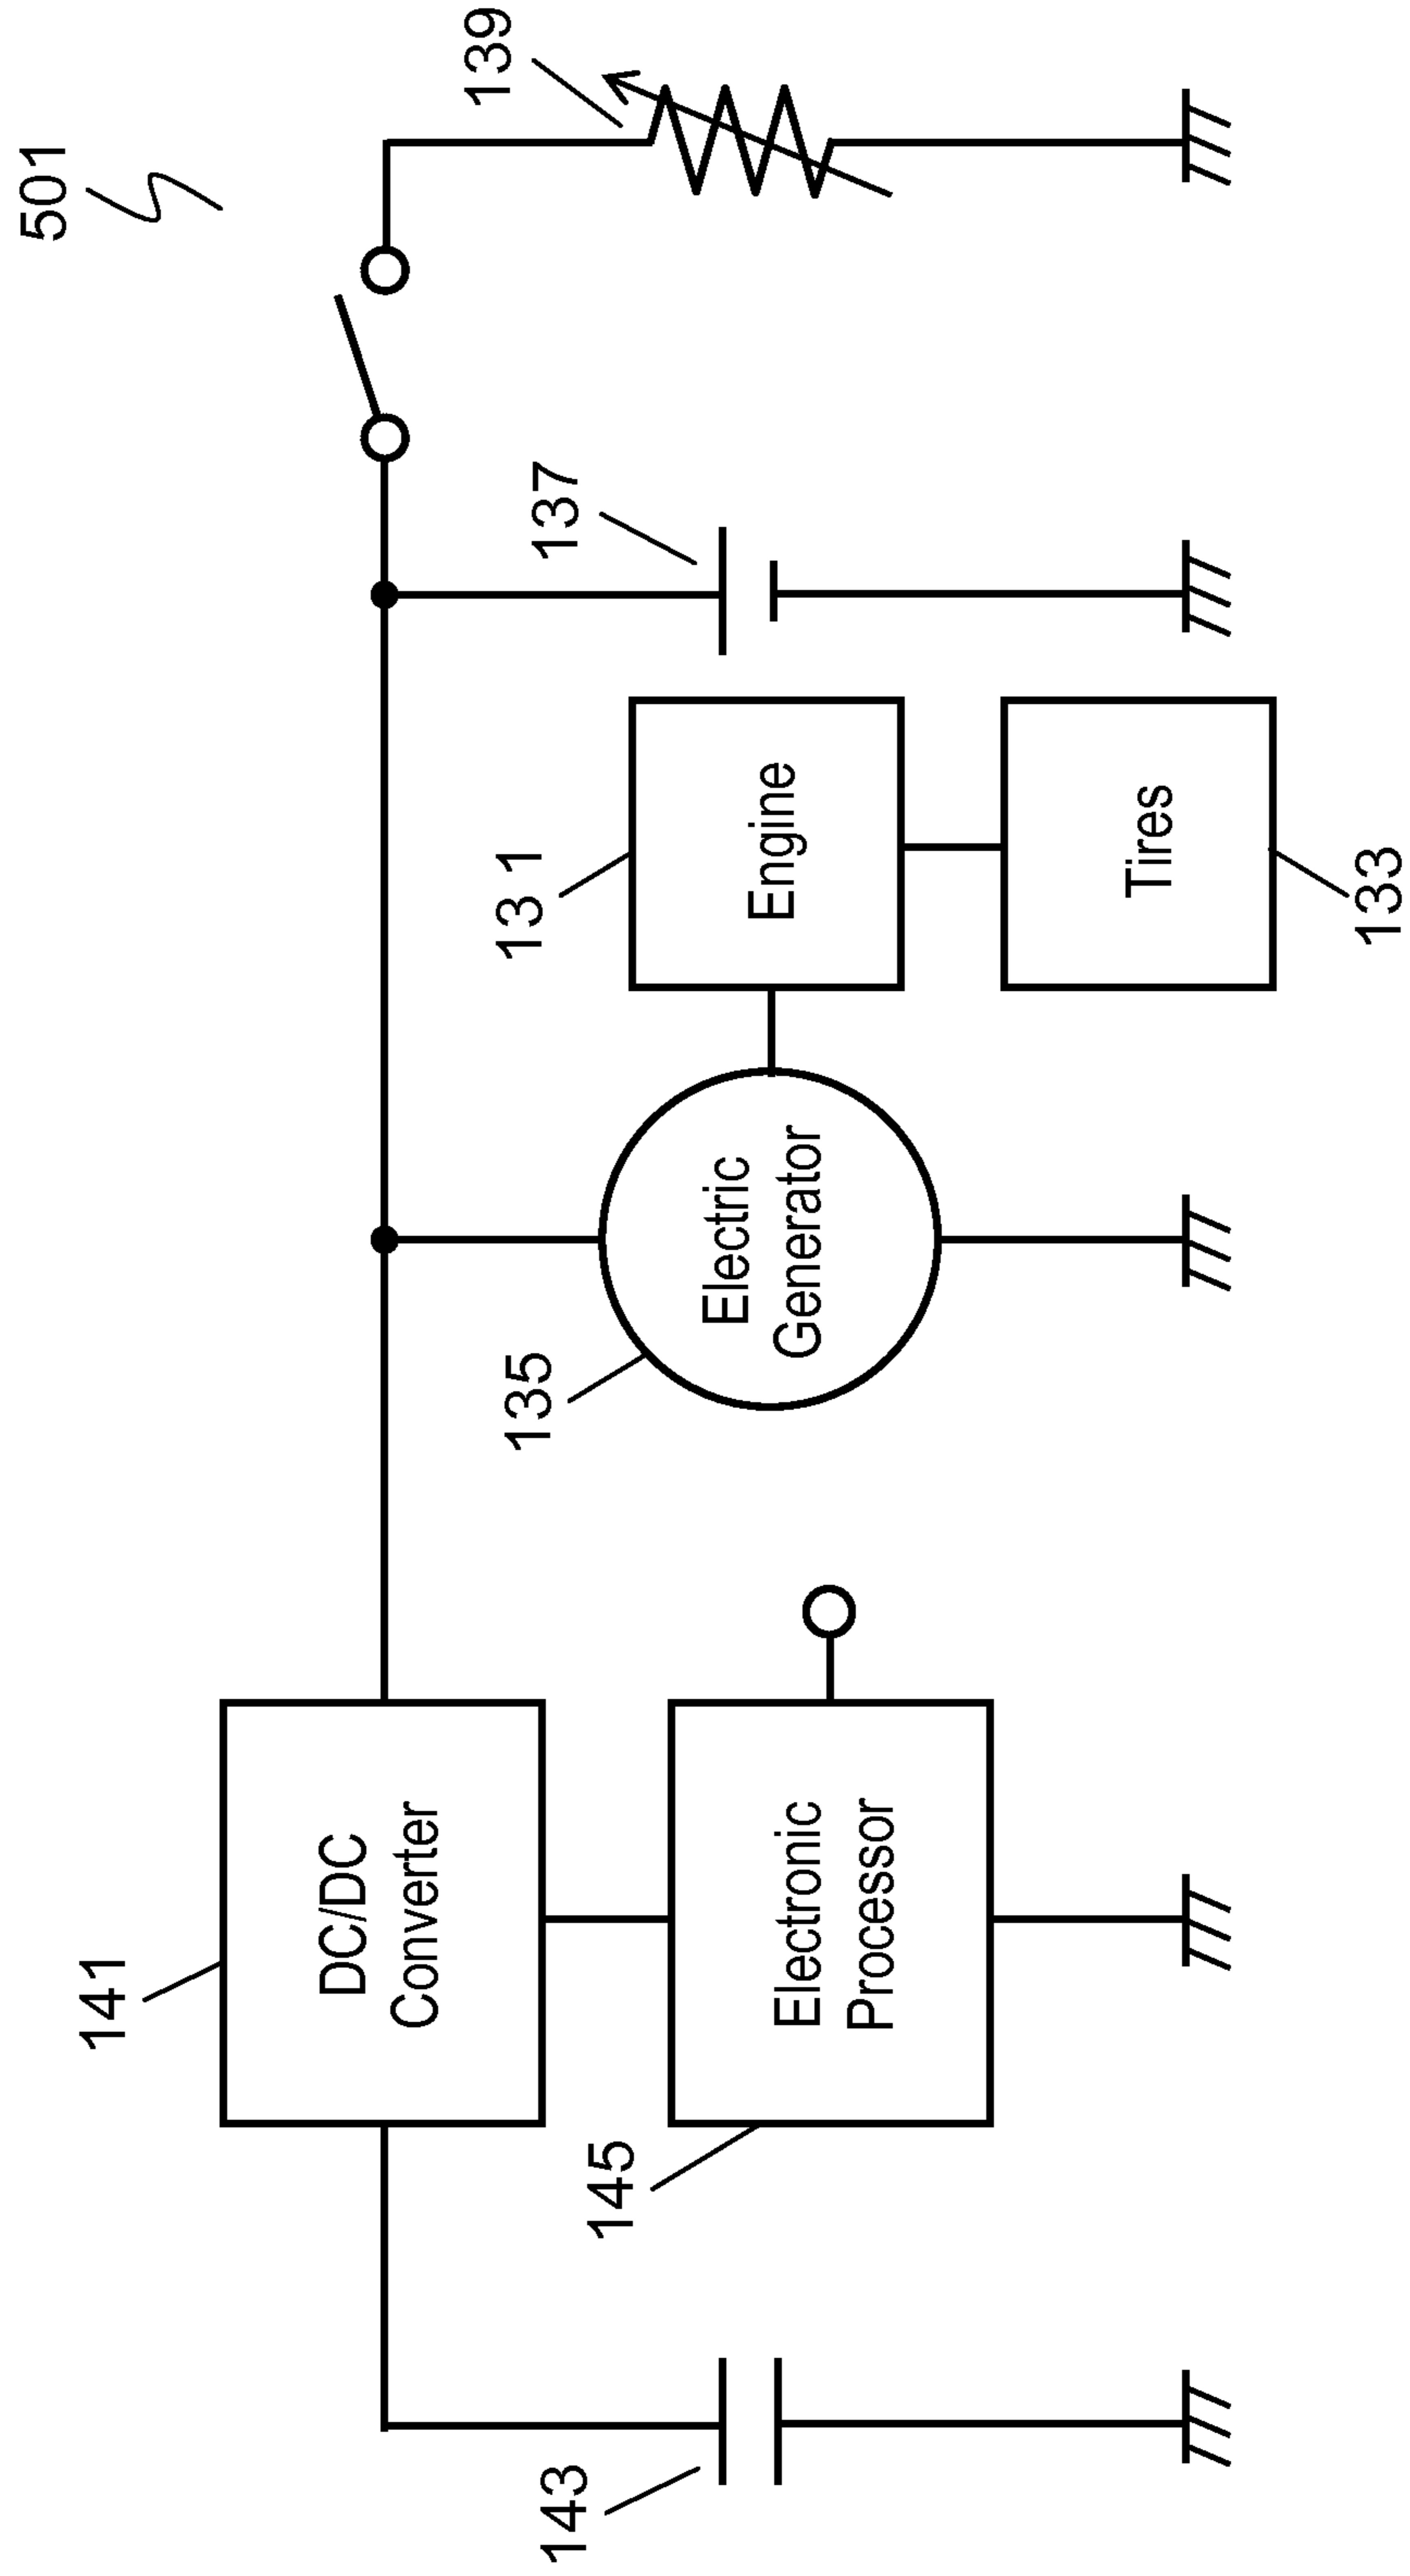 501
141
DC/DC
Converter
139
137
13 1
Engine
135
Electric
Generator
145
Electronic
Processor
143
Tires
133